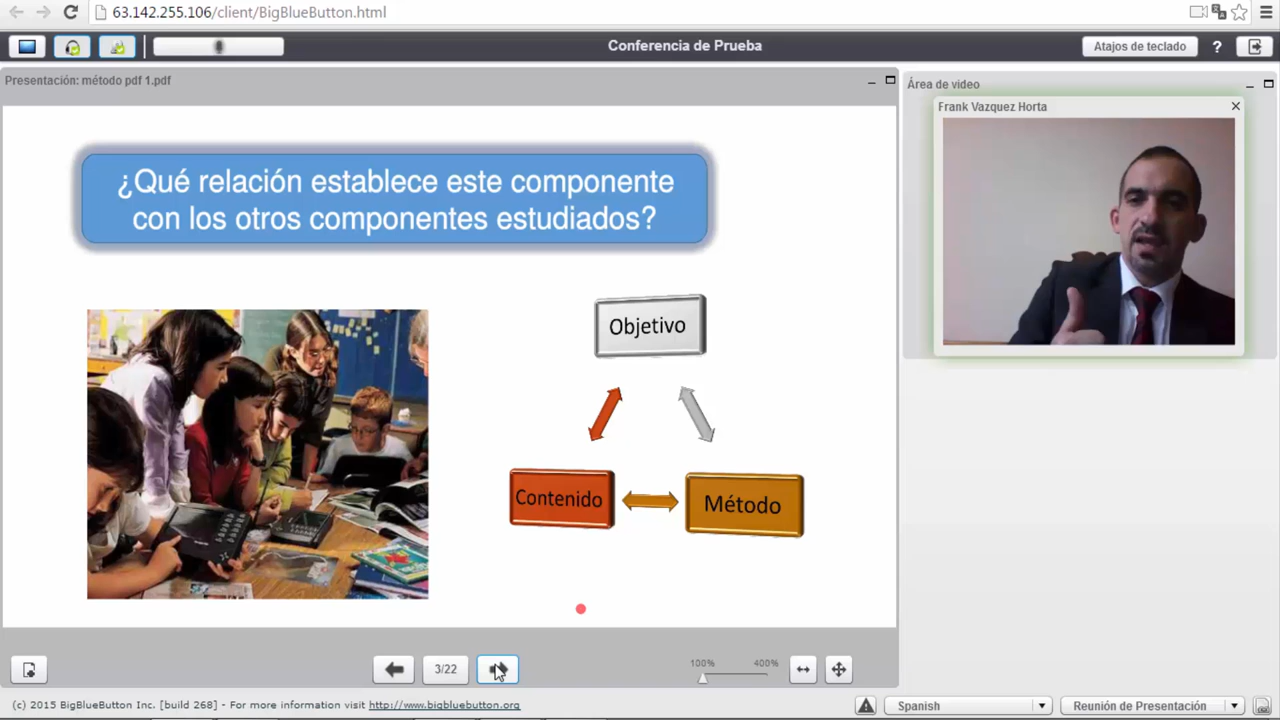 63.142.255.106/client/BigBlueButton.html
Conferencia de Prueba
Atajos de teclado
?
Presentación: método pdf 1.pdf
Área de video
Frank Vazquez Horta
¿Qué relación establece este componente
con los otros componentes estudiados?
Objetivo
Contenido
Método
3/22
100%
400%
(c) 2015 BigBlueButton Inc. [build 268] - For more information visit http://www.bigbluebutton.org
Spanish
Reunión de Presentación